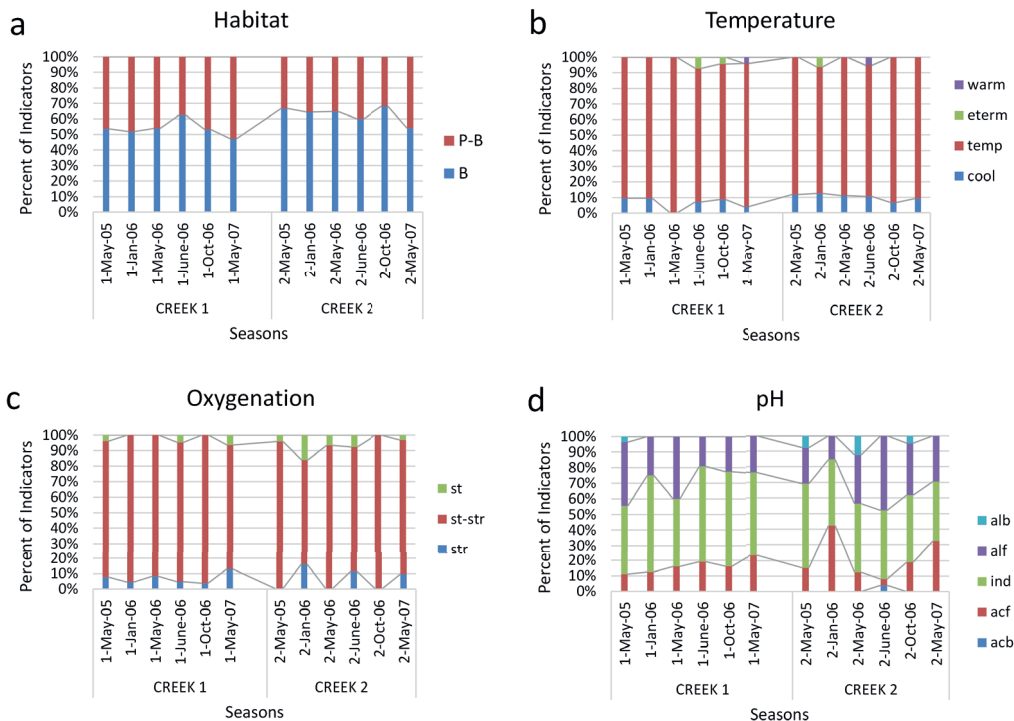 a
Habitat
Percent of Indicators
100%
90%
80%
70%
60%
50%
40%
30%
20%
10%
0%
P-B
B
1-May-05
1-Jan-06
1-May-06
1-June-06
1-Oct-06
1-May-07
2-May-05
2-Jan-06
2-May-06
2-June-06
2-Oct-06
2-May-07
CREEK 1
CREEK 2
Seasons
b
Temperature
Percent of Indicators
100%
90%
80%
70%
60%
50%
40%
30%
20%
10%
0%
warm
eterm
temp
cool
1-May-05
1-Jan-06
1-May-06
1-June-06
1-Oct-06
1-May-07
2-May-05
2-Jan-06
2-May-06
2-June-06
2-Oct-06
2-May-07
CREEK 1
CREEK 2
Seasons
c
Oxygenation
Percent of Indicators
100%
90%
80%
70%
60%
50%
40%
30%
20%
10%
0%
st
st-str
str
1-May-05
1-Jan-06
1-May-06
1-June-06
1-Oct-06
1-May-07
2-May-05
2-Jan-06
2-May-06
2-June-06
2-Oct-06
2-May-07
CREEK 1
CREEK 2
Seasons
d
pH
Percent of Indicators
100%
90%
80%
70%
60%
50%
40%
30%
20%
10%
0%
alb
alf
ind
acf
acb
1-May-05
1-Jan-06
1-May-06
1-June-06
1-Oct-06
1-May-07
2-May-05
2-Jan-06
2-May-06
2-June-06
2-Oct-06
2-May-07
CREEK 1
CREEK 2
Seasons